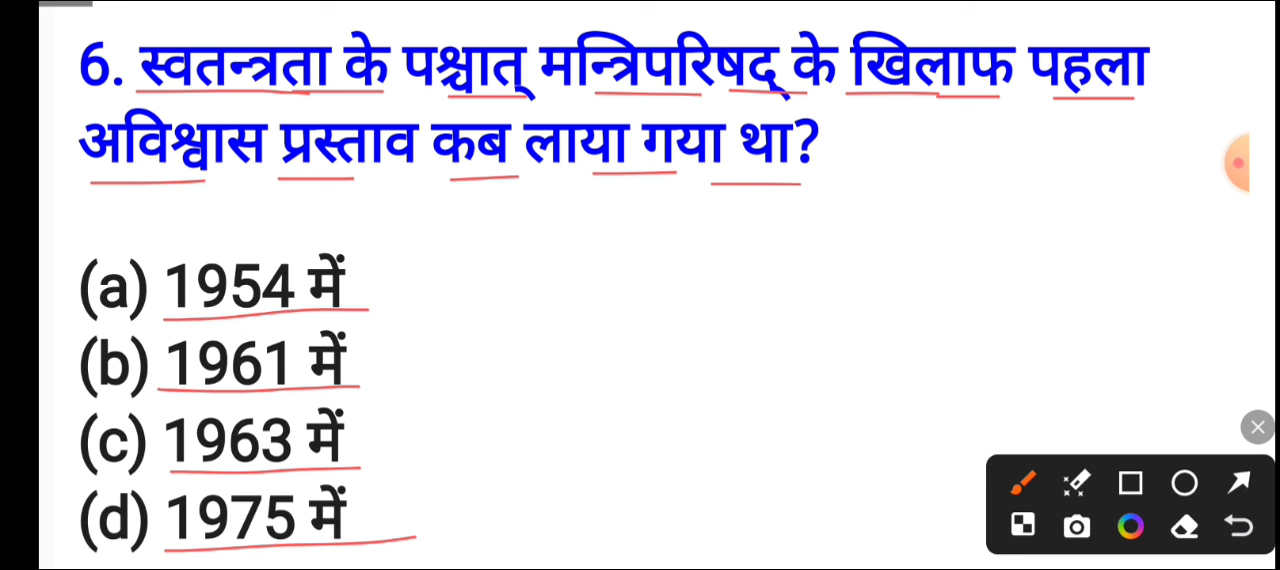 6. स्वतन्त्रता के पश्चात् मन्त्रिपरिषद् के खिलाफ पहला
अविश्वास प्रस्ताव कब लाया गया था?
(a) 1954 में
(b) 1961 में
(c) 1963 में
(d) 1975 में